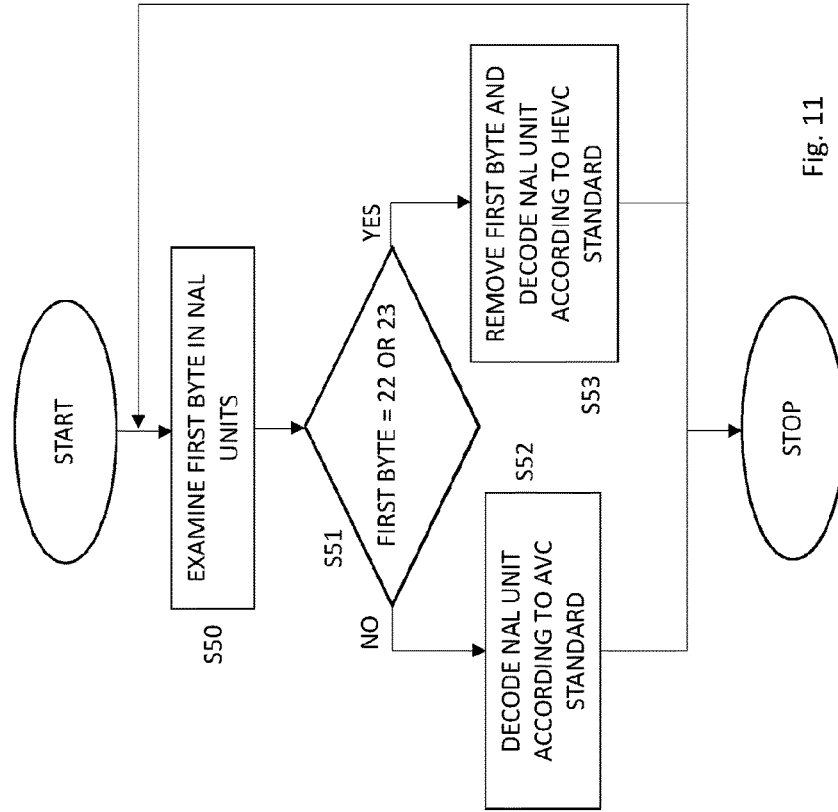 START
EXAMINE FIRST BYTE IN NAL
UNITS
S50
S51
FIRST BYTE = 22 OR 23
NO
YES
DECODE NAL UNIT
ACCORDING TO AVC
STANDARD
S52
REMOVE FIRST BYTE AND
DECODE NAL UNIT
ACCORDING TO HEVC
STANDARD
S53
STOP
Fig. 11